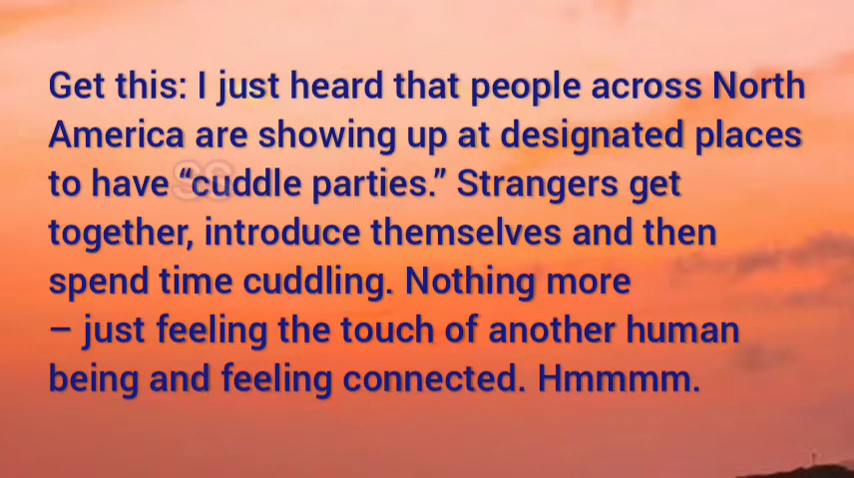 Get this: I just heard that people across North
America are showing up at designated places
to have “cuddle parties.” Strangers get
together, introduce themselves and then
spend time cuddling. Nothing more
– just feeling the touch of another human
being and feeling connected. Hmmmm.